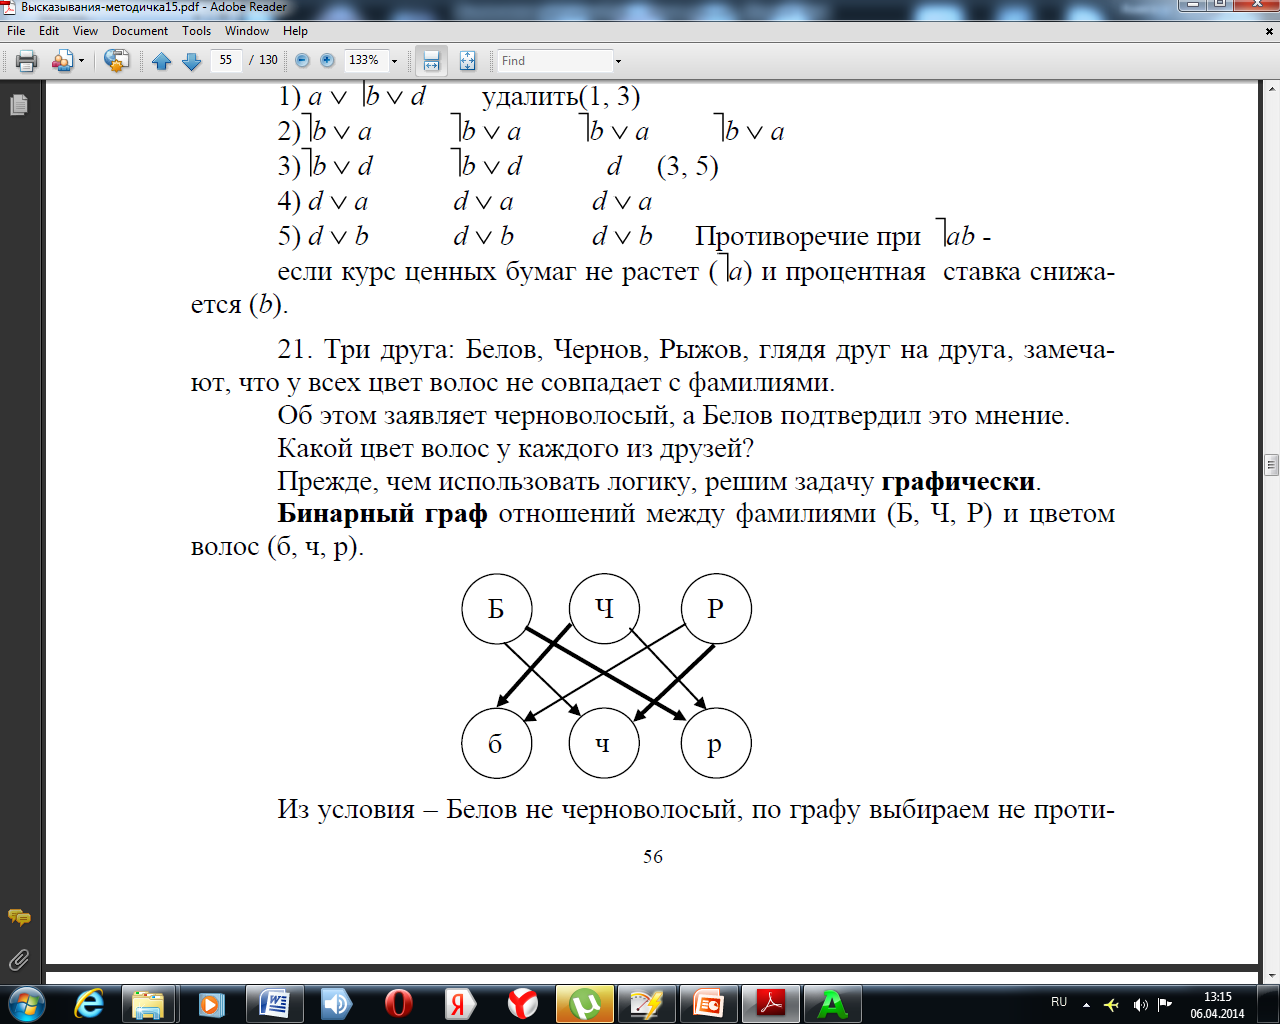 Высказывания-методичка15.pdf - Adobe Reader
File Edit View Document Tools Window Help
55 / 130 133% Find
1) a ∨ ⌉b ∨ d удалить(1, 3)
2)⌉b ∨ a ⌉b ∨ a ⌉b ∨ a ⌉b ∨ a
3)⌉b ∨ d ⌉b ∨ d d (3, 5)
4) d ∨ a d ∨ a d ∨ a
5) d ∨ b d ∨ b d ∨ b Противоречие при ⌉ab -
если курс ценных бумаг не растет (⌉a) и процентная ставка снижа-
ется (b).
21. Три друга: Белов, Чернов, Рыжов, глядя друг на друга, замеча-
ют, что у всех цвет волос не совпадает с фамилиями.
Об этом заявляет черноволосый, а Белов подтвердил это мнение.
Какой цвет волос у каждого из друзей?
Прежде, чем использовать логику, решим задачу графически.
Бинарный граф отношений между фамилиями (Б, Ч, Р) и цветом
волос (б, ч, р).
Б Ч Р
б ч р
Из условия – Белов не черноволосый, по графу выбираем не проти-
56
RU 13:15
06.04.2014